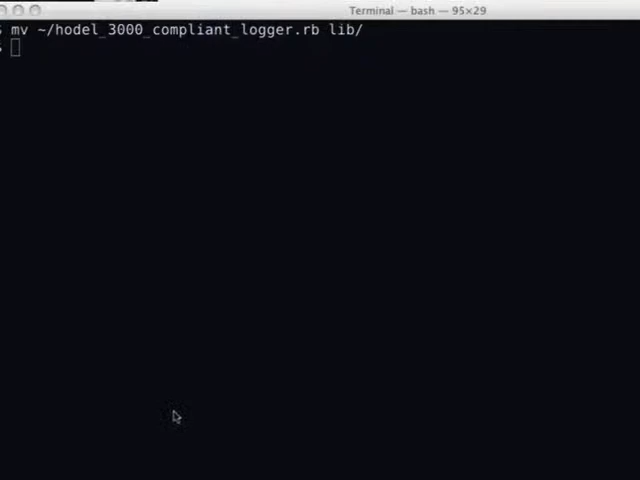 Terminal — bash — 95×29
$ mv ~/hodel_3000_compliant_logger.rb lib/
$